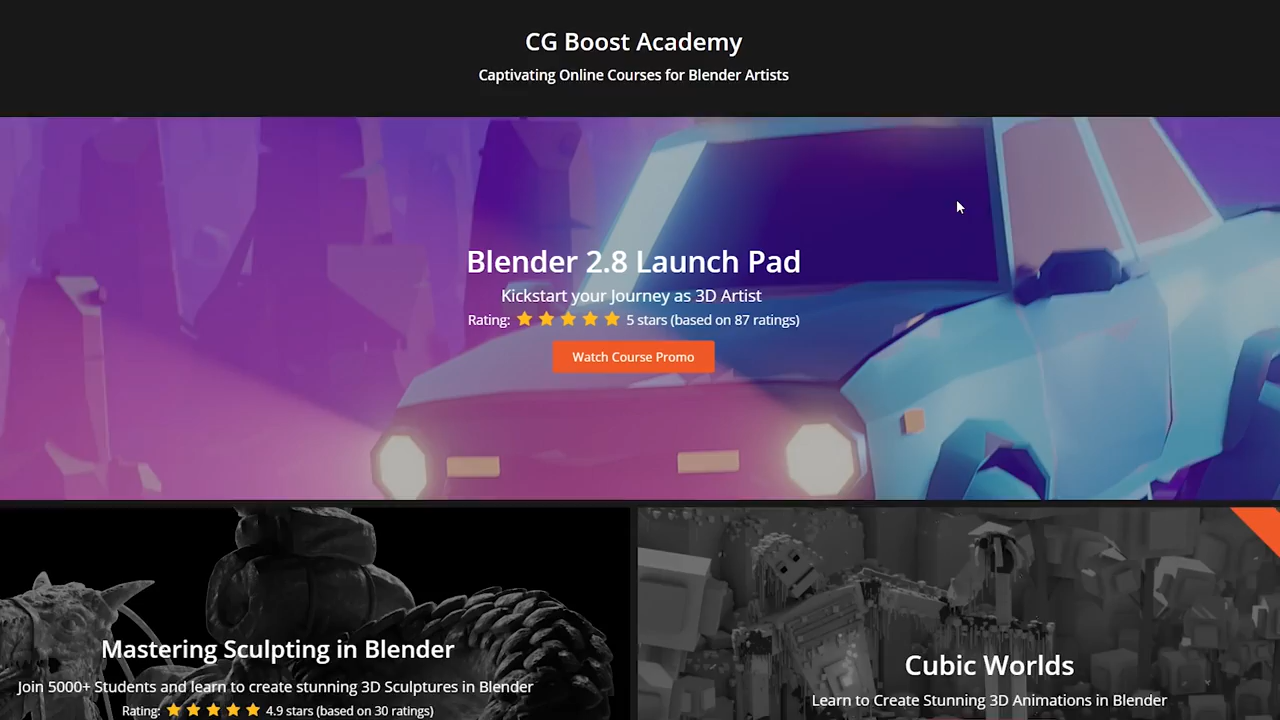 CG Boost Academy
Captivating Online Courses for Blender Artists
Blender 2.8 Launch Pad
Kickstart your Journey as 3D Artist
Rating: ★★★★★ 5 stars (based on 87 ratings)
Watch Course Promo
Mastering Sculpting in Blender
Join 5000+ Students and learn to create stunning 3D Sculptures in Blender
Rating: ★★★★★ 4.9 stars (based on 30 ratings)
Cubic Worlds
Learn to Create Stunning 3D Animations in Blender